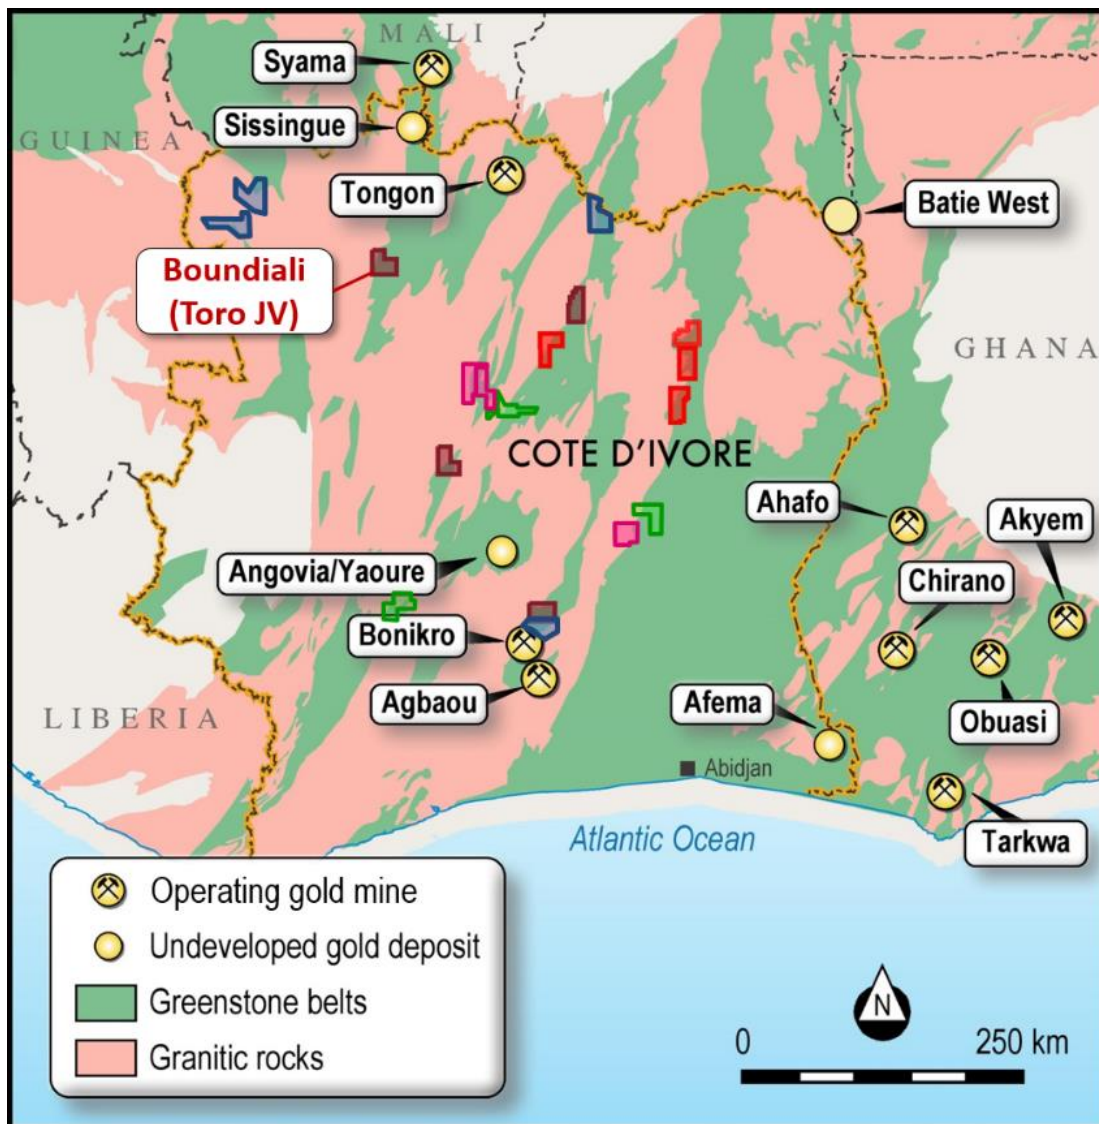 MALI
Syama
Sissingue
GUINEA
Tongon
Batie West
Boundiali
(Toro JV)
GHANA
COTE D'IVORE
Ahafo
Akyem
Angovia/Yaoure
Chirano
Bonikro
Agbaou
Afema
Obuasi
LIBERIA
Abidjan
Tarkwa
Atlantic Ocean
Operating gold mine
Undeveloped gold deposit
Greenstone belts
Granitic rocks
N
0 250 km